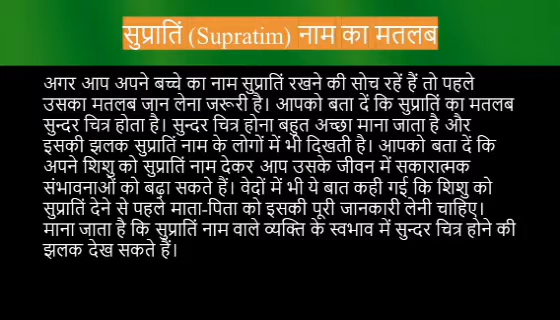 सुप्रातिं (Supratim) नाम का मतलब
अगर आप अपने बच्चे का नाम सुप्रातिं रखने की सोच रहें हैं तो पहले
उसका मतलब जान लेना जरूरी है। आपको बता दें कि सुप्रातिं का मतलब
सुन्दर चित्र होता है। सुन्दर चित्र होना बहुत अच्छा माना जाता है और
इसकी झलक सुप्रातिं नाम के लोगों में भी दिखती है। आपको बता दें कि
अपने शिशु को सुप्रातिं नाम देकर आप उसके जीवन में सकारात्मक
संभावनाओं को बढ़ा सकते हैं। वेदों में भी ये बात कही गई कि शिशु को
सुप्रातिं देने से पहले माता-पिता को इसकी पूरी जानकारी लेनी चाहिए।
माना जाता है कि सुप्रातिं नाम वाले व्यक्ति के स्वभाव में सुन्दर चित्र होने की
झलक देख सकते हैं।